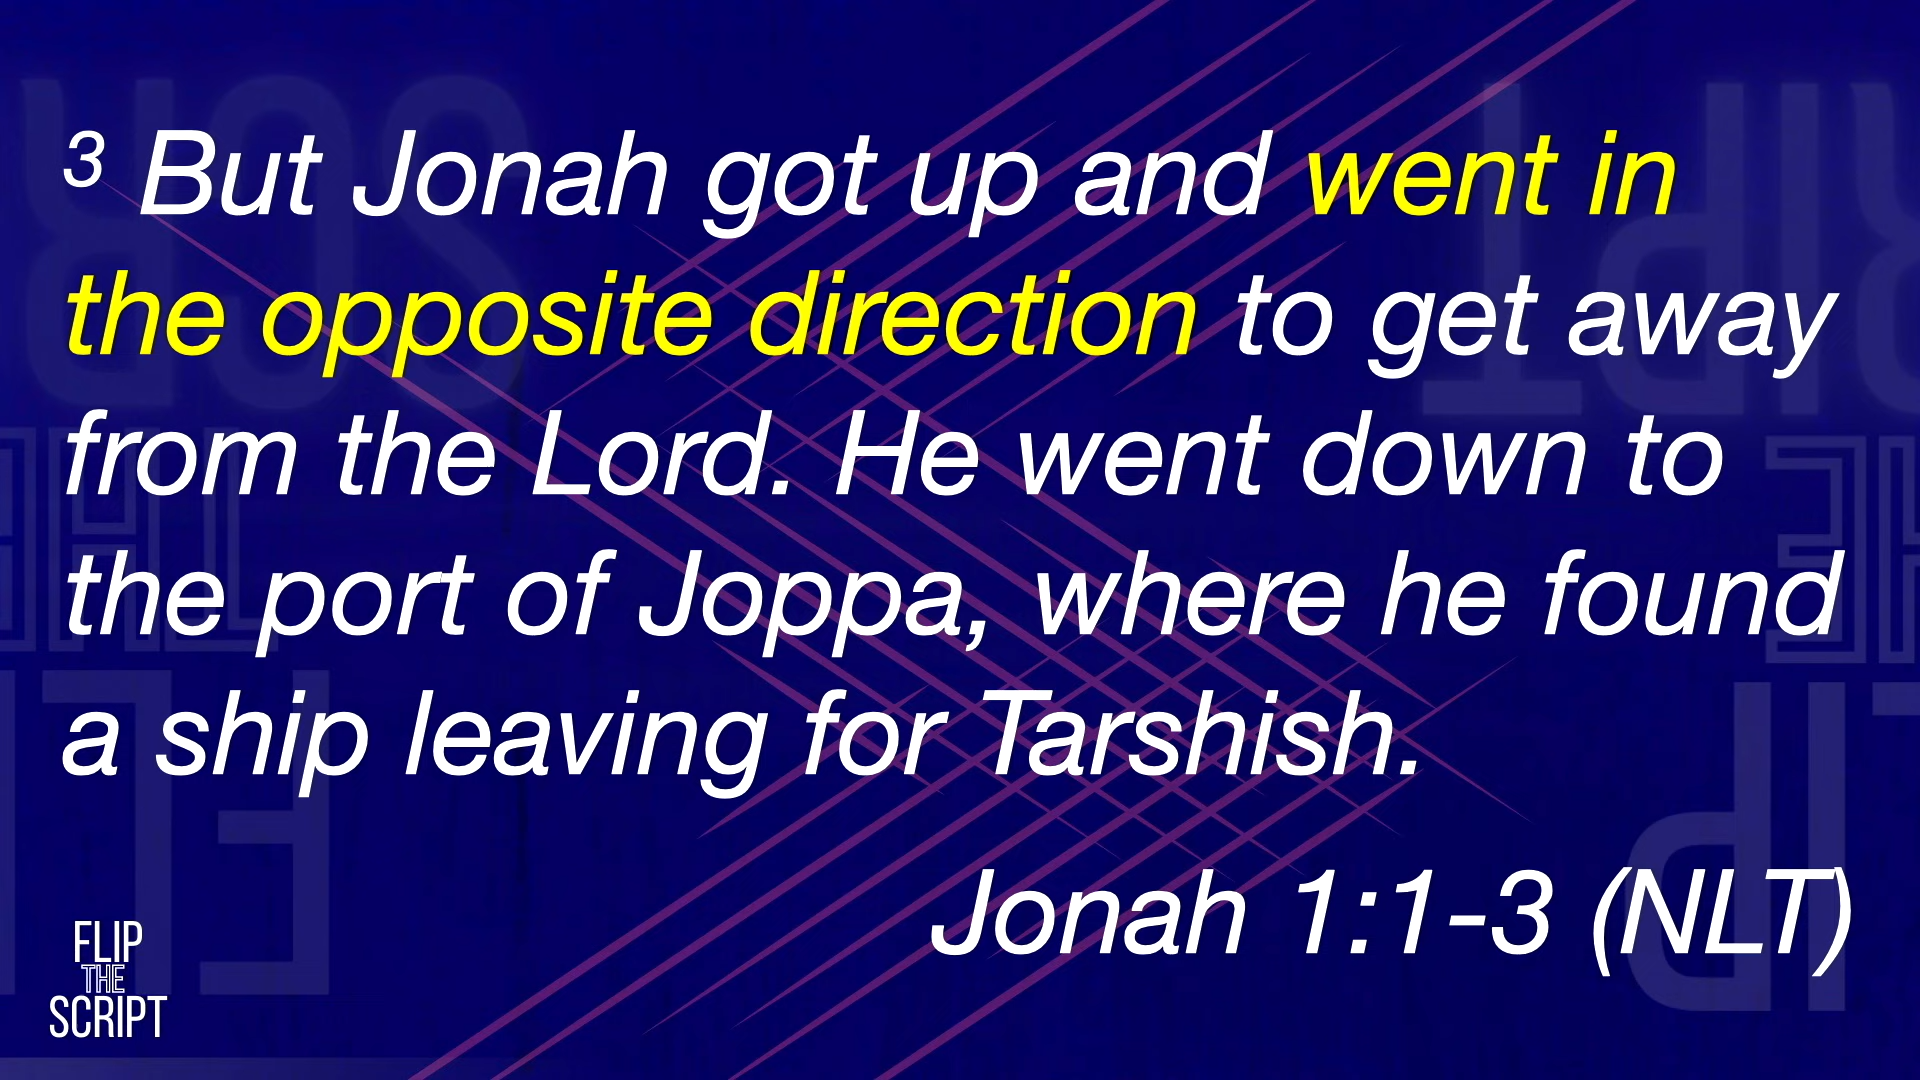 3 But Jonah got up and went in
the opposite direction to get away
from the Lord. He went down to
the port of Joppa, where he found
a ship leaving for Tarshish.
Jonah 1:1-3 (NLT)
FLIP
THE
SCRIPT